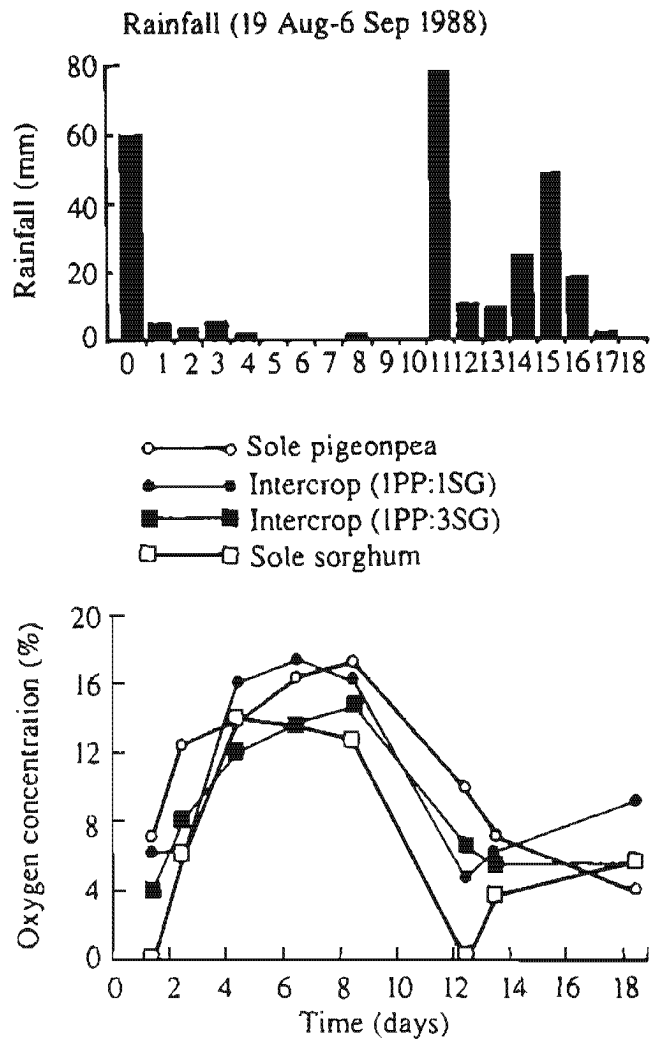 Rainfall (19 Aug-6 Sep 1988)
Rainfall (mm)
80
60
40
20
0
0 1 2 3 4 5 6 7 8 9 10 11 12 13 14 15 16 17 18
Sole pigeonpea
Intercrop (1PP:1SG)
Intercrop (1PP:3SG)
Sole sorghum
Oxygen concentration (%)
20
16
12
8
4
0
0 2 4 6 8 10 12 14 16 18
Time (days)